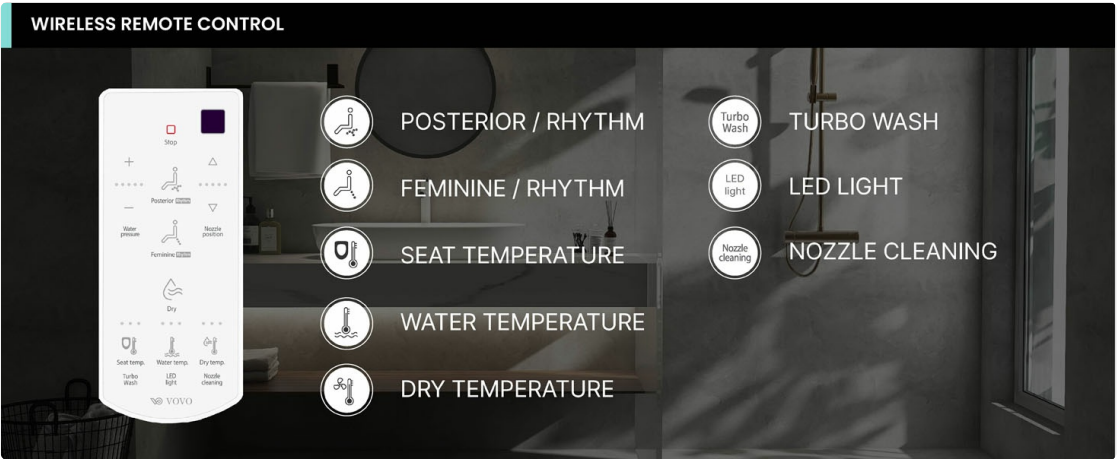 WIRELESS REMOTE CONTROL
Stop
Posterior Rhythm
Water pressure
Nozzle position
Feminine Rhythm
Dry
Seat temp.
Water temp.
Dry temp.
Turbo Wash
LED light
Nozzle cleaning
VOVO
POSTERIOR / RHYTHM
FEMININE / RHYTHM
SEAT TEMPERATURE
WATER TEMPERATURE
DRY TEMPERATURE
Turbo
Wash
TURBO WASH
LED
light
LED LIGHT
Nozzle
cleaning
NOZZLE CLEANING